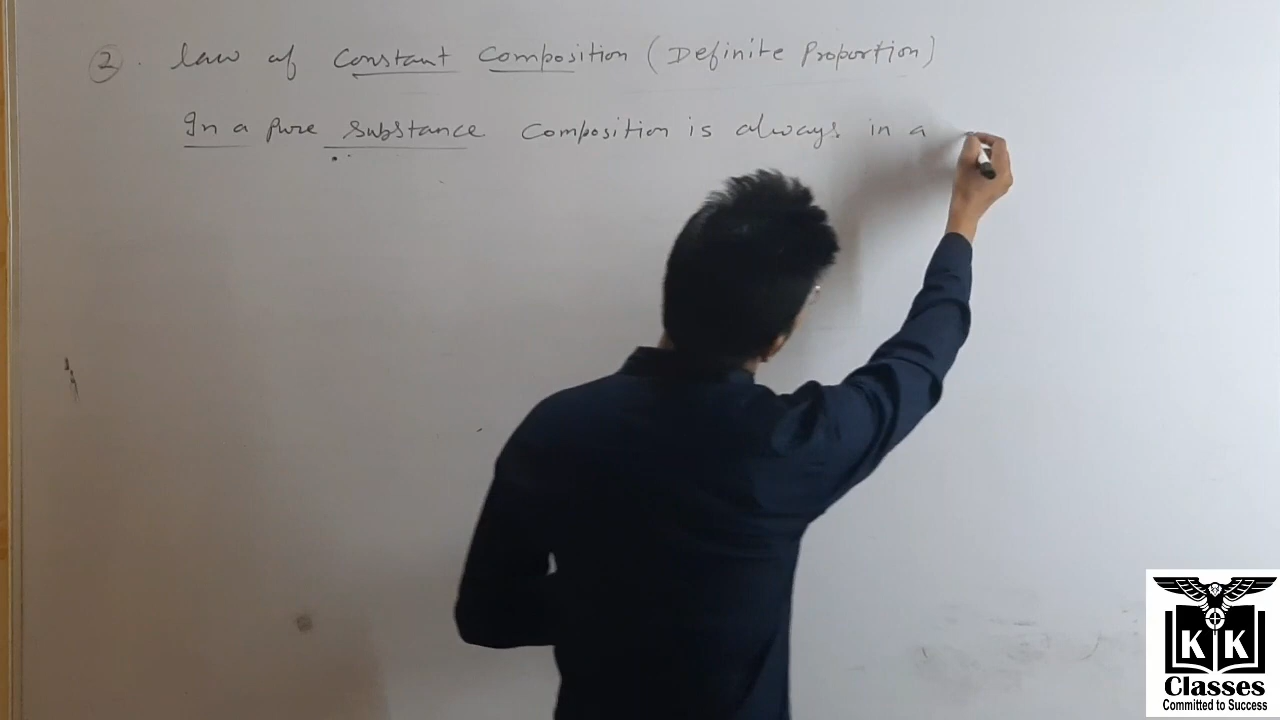 2. Law of Constant Composition (Definite Proportion)
In a pure substance composition is always in a
K K
Classes
Committed to Success